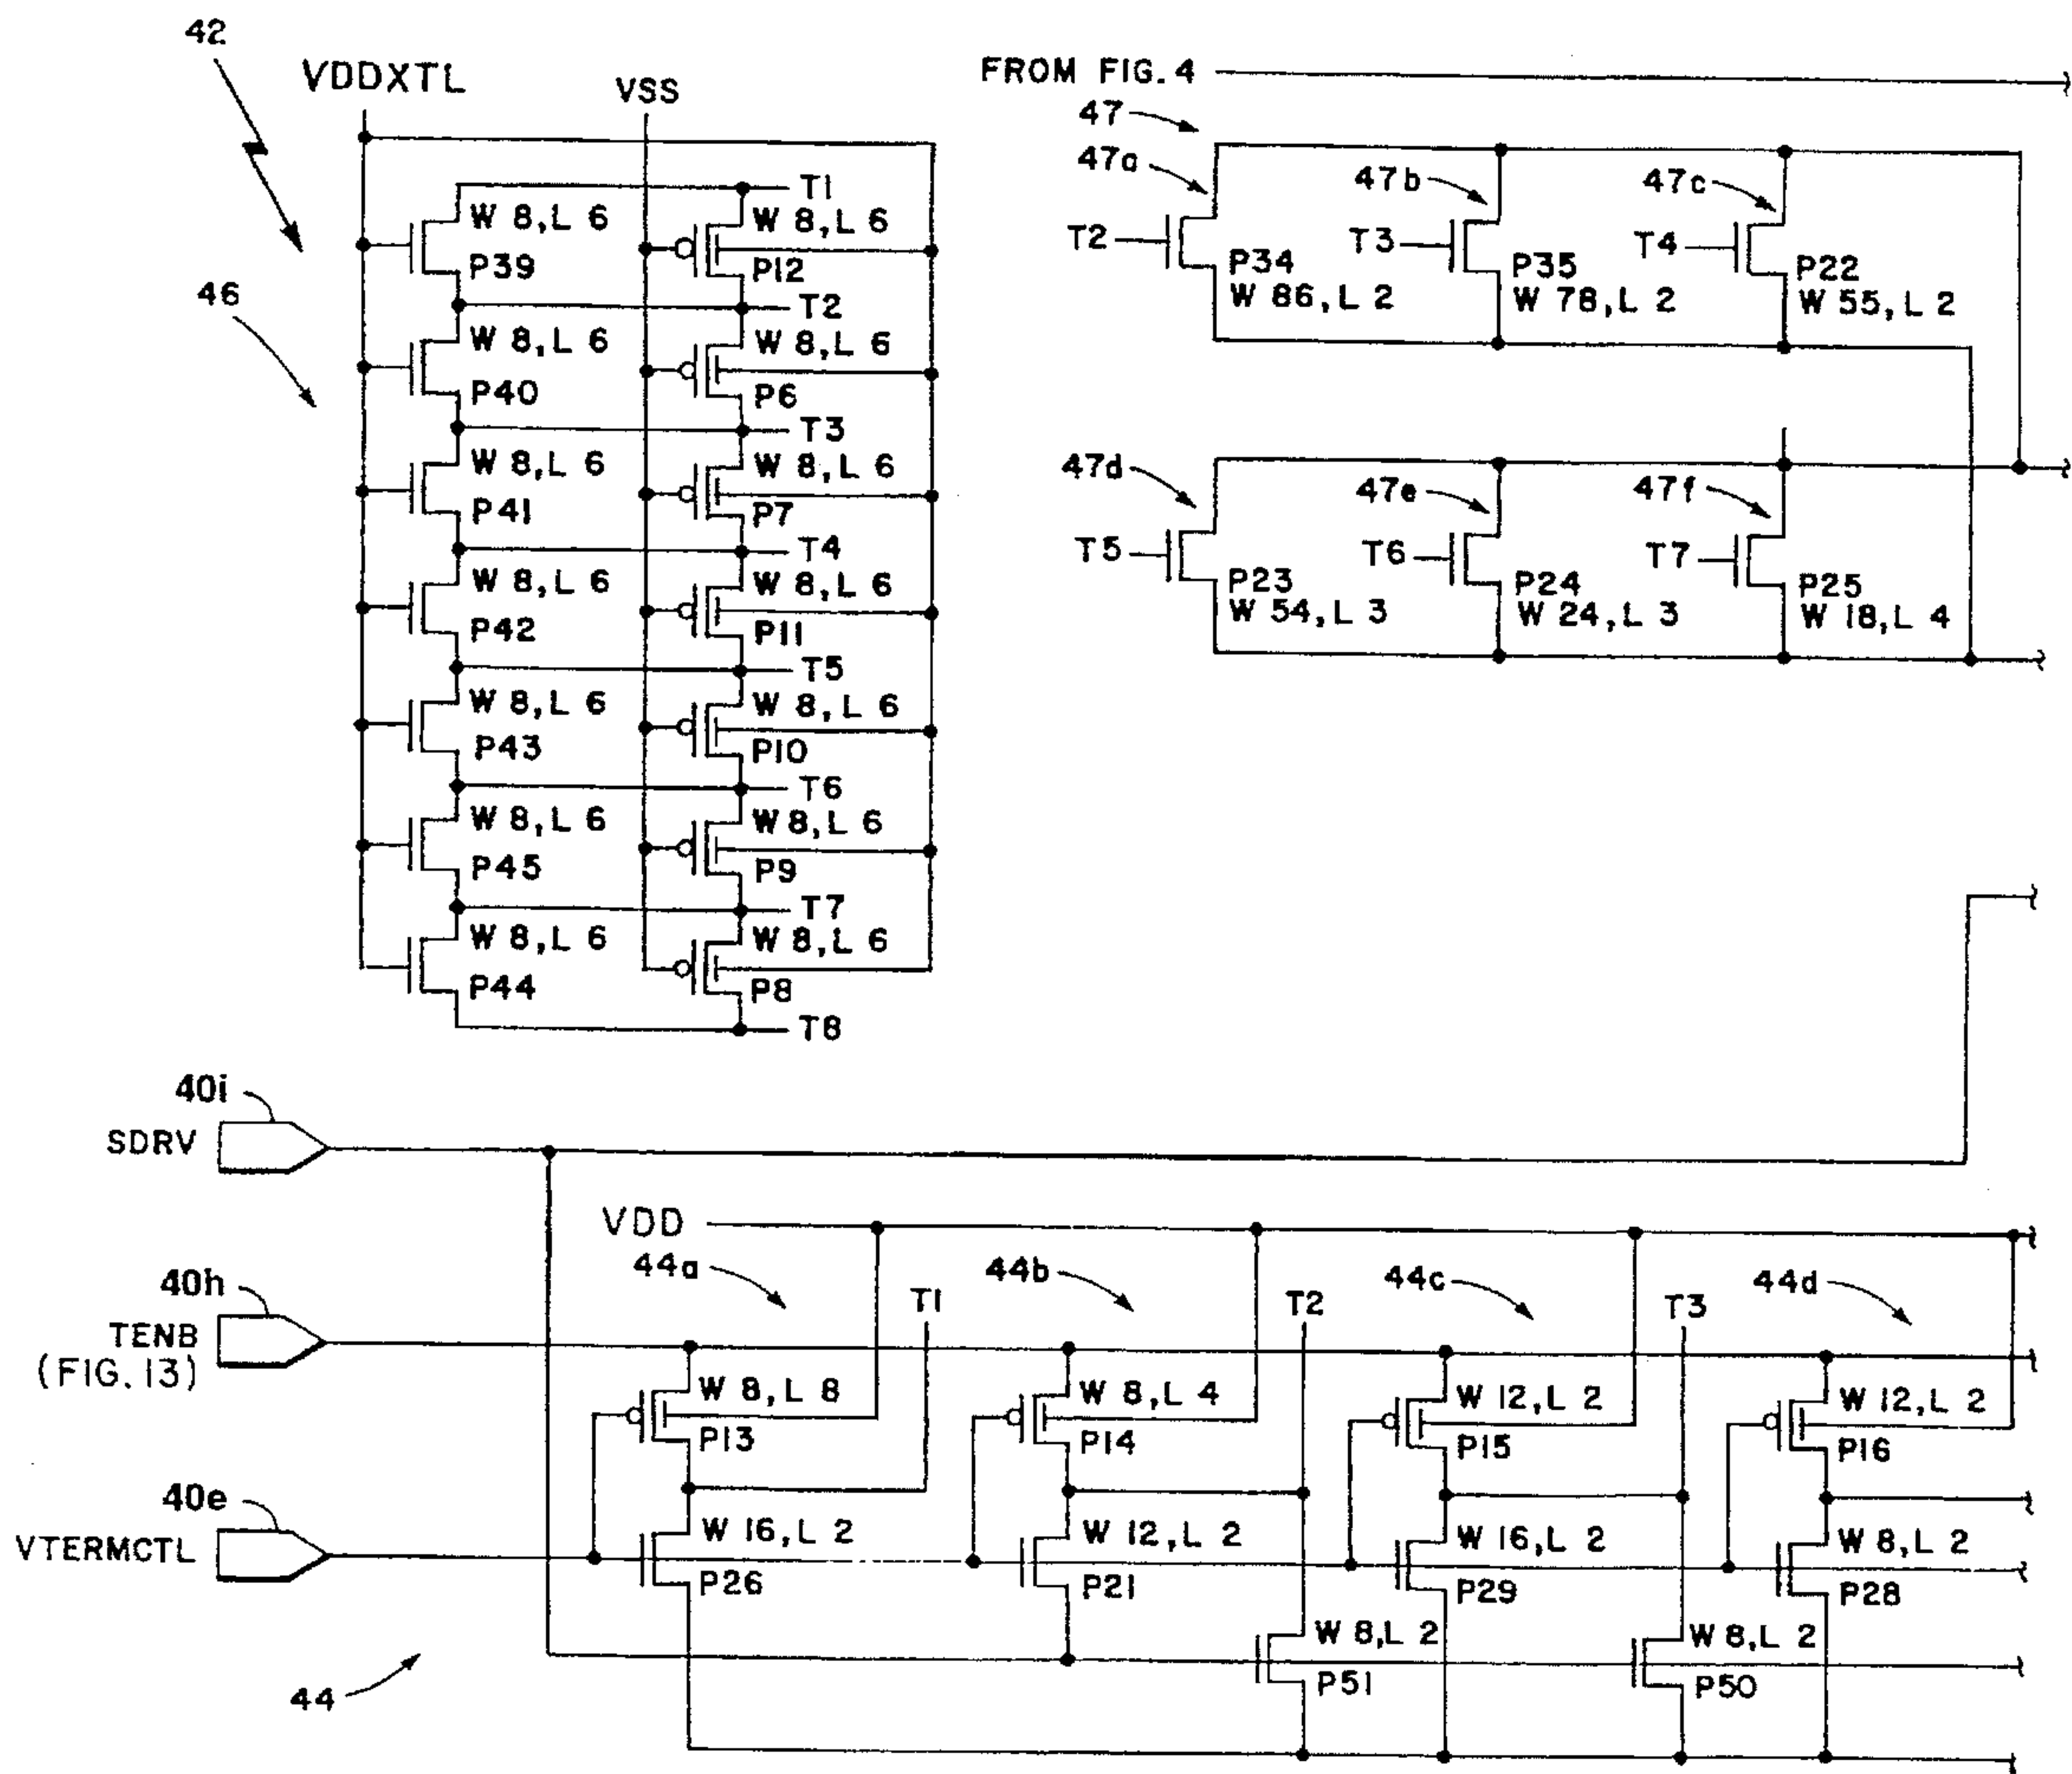 42
VDDXTL
VSS
FROM FIG. 4
47
47a
47b
47c
T1
W 8, L 6
W 8, L 6
P39
P12
T2
T3
T4
P34
W 86, L 2
P35
W 78, L 2
P22
W 55, L 2
46
T2
W 8, L 6
W 8, L 6
P40
P6
T3
W 8, L 6
W 8, L 6
P41
P7
47d
47e
47f
T4
T5
T6
T7
P23
W 54, L 3
P24
W 24, L 3
P25
W 18, L 4
W 8, L 6
W 8, L 6
P42
P11
T5
W 8, L 6
W 8, L 6
P43
P10
T6
W 8, L 6
W 8, L 6
P45
P9
T7
W 8, L 6
W 8, L 6
P44
P8
T8
40i
SDRV
VDD
44a
44b
44c
44d
T1
T2
T3
40h
TENB
(FIG. 13)
W 8, L 8
P13
W 8, L 4
P14
W 12, L 2
P15
W 12, L 2
P16
40e
VTERMCTL
W 16, L 2
P26
W 12, L 2
P21
W 16, L 2
P29
W 8, L 2
P28
W 8, L 2
P51
W 8, L 2
P50
44